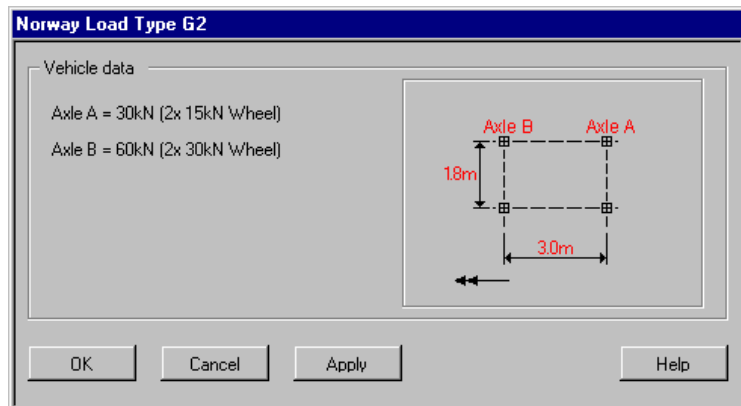 Norway Load Type G2
Vehicle data
Axle A = 30kN (2x 15kN Wheel)
Axle B = 60kN (2x 30kN Wheel)
Axle B Axle A
1.8m
3.0m
OK Cancel Apply Help